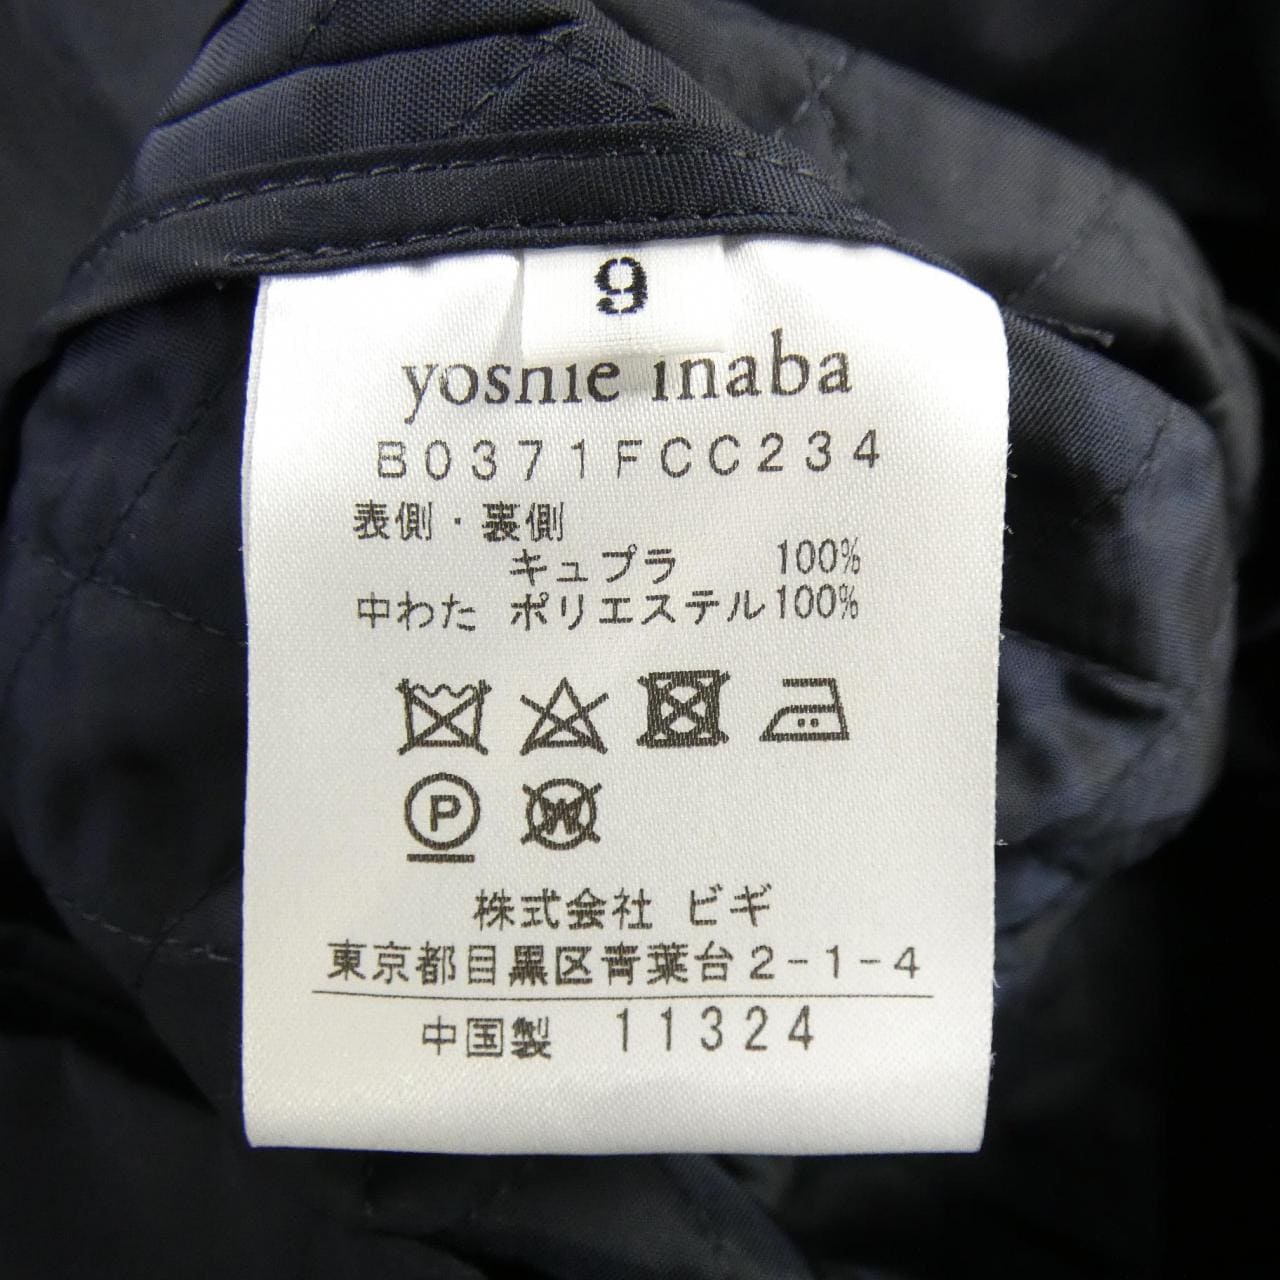 9
yoshie inaba
B0371FCC234
表側・裏側
キュプラ 100%
中わた ポリエステル100%
P W
株式会社 ビギ
東京都目黒区青葉台2-1-4
中国製 11324